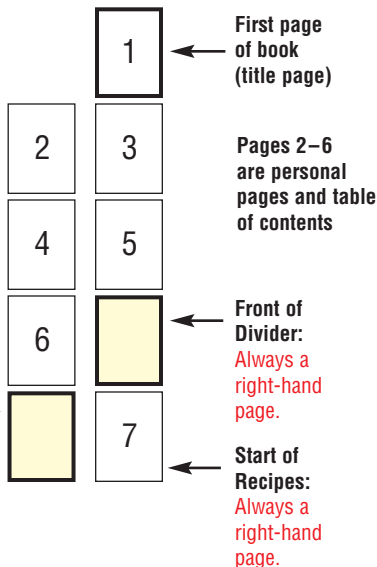 1
First page
of book
(title page)
2
3
Pages 2–6
are personal
pages and table
of contents
4
5
6
Front of
Divider:
Always a
right-hand
page.
7
Start of
Recipes:
Always a
right-hand
page.